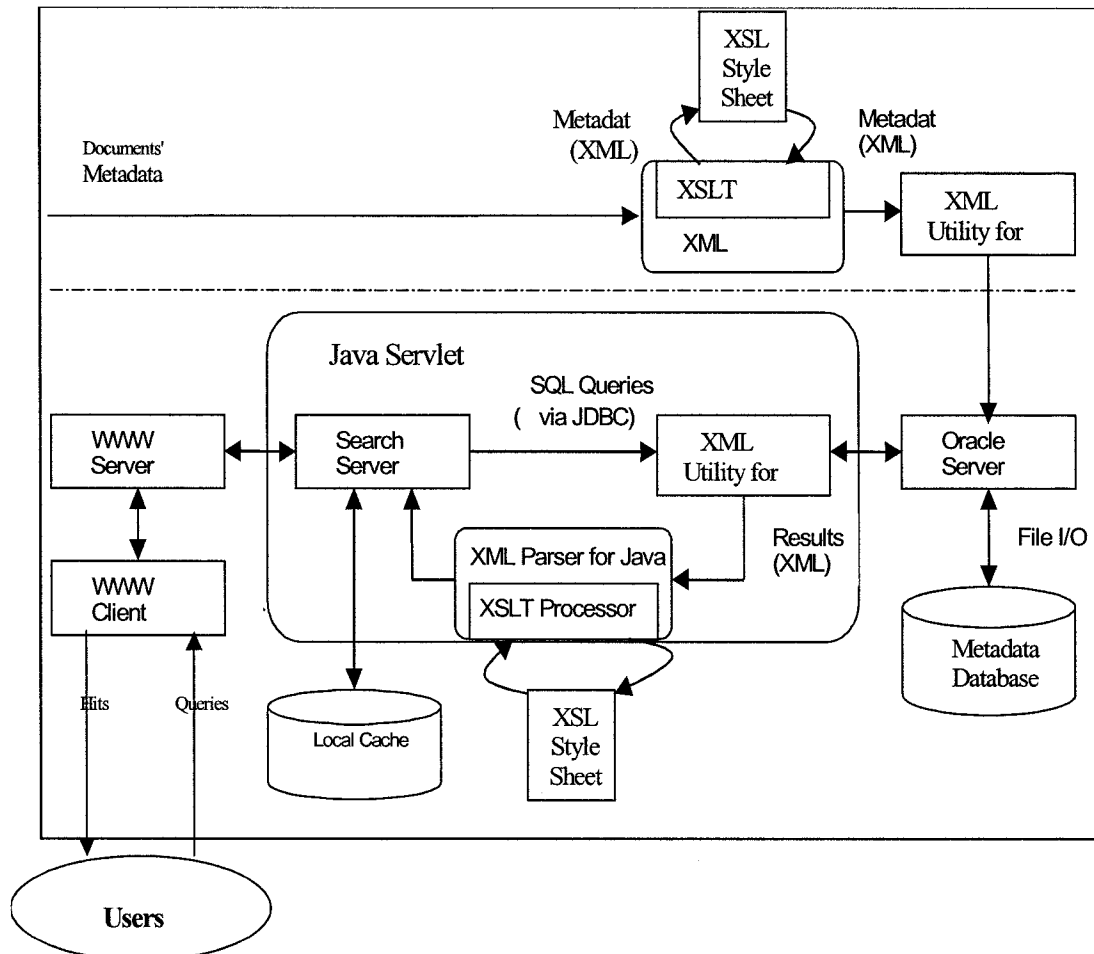 XSL
Style
Sheet
Metadat
(XML)
Metadat
(XML)
Documents'
Metadata
XSLT
XML
XML
Utility for
Java Servlet
SQL Queries
( via JDBC)
WWW
Server
Search
Server
XML
Utility for
Oracle
Server
WWW
Client
XML Parser for Java
XSLT Processor
Results
(XML)
File I/O
Metadata
Database
Hits
Queries
Local Cache
XSL
Style
Sheet
Users